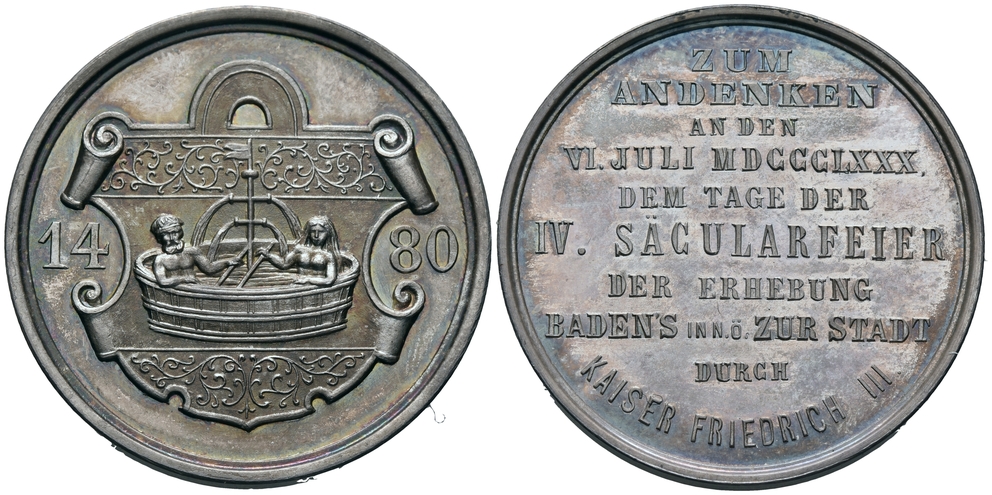 14 80
ZUM
ANDENKEN
AN DEN
VI. JULI MDCCCLXXX
DEM TAGE DER
IV. SÄCULARFEIER
DER ERHEBUNG
BADEN'S INN.Ö. ZUR STADT
DURCH
KAISER FRIEDRICH III